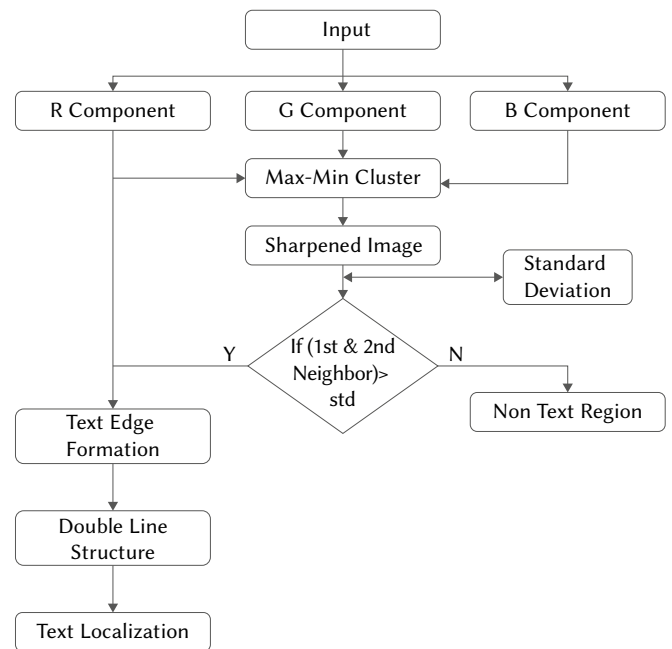 Input
R Component
G Component
B Component
Max-Min Cluster
Sharpened Image
Standard
Deviation
If (1st & 2nd
Neighbor)>
std
Y
N
Non Text Region
Text Edge
Formation
Double Line
Structure
Text Localization